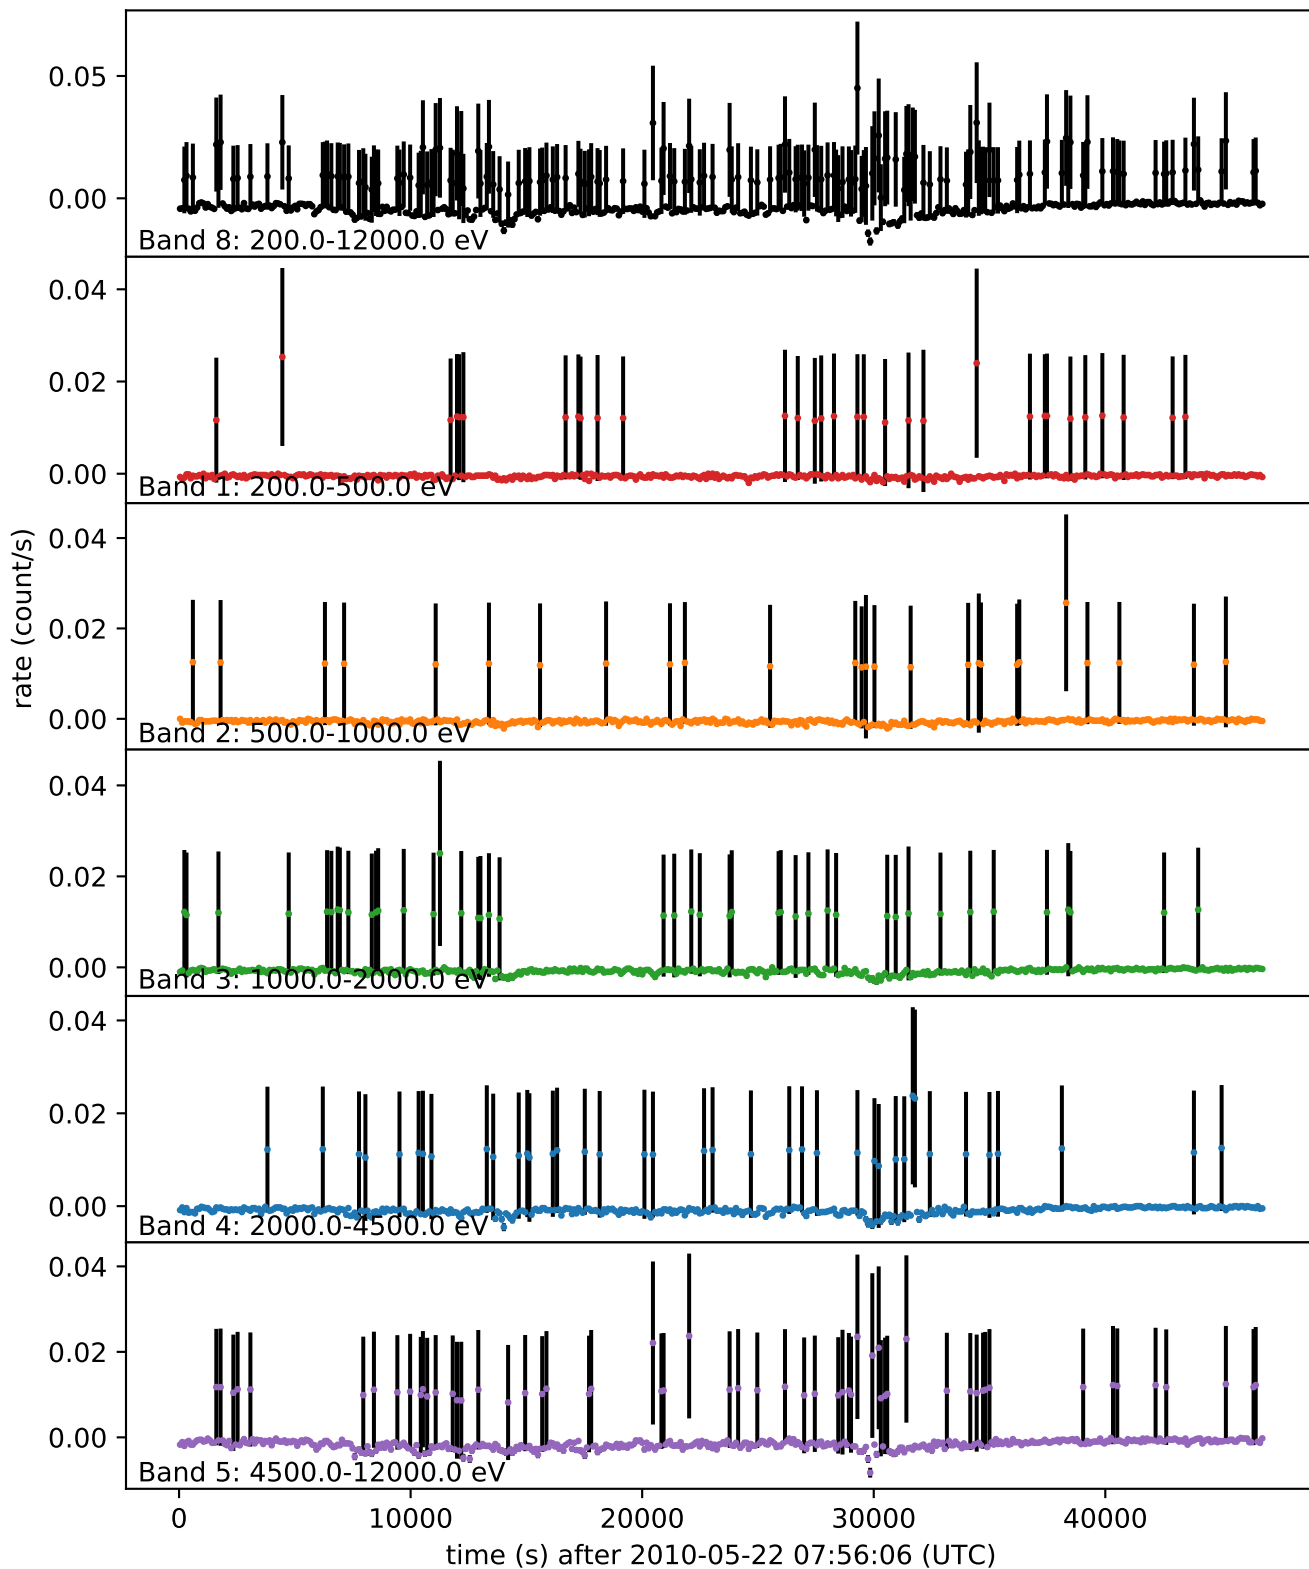 0.05
0.00
Band 8: 200.0-12000.0 eV
0.04
0.02
0.00
Band 1: 200.0-500.0 eV
rate (count/s)
0.04
0.02
0.00
Band 2: 500.0-1000.0 eV
0.04
0.02
0.00
Band 3: 1000.0-2000.0 eV
0.04
0.02
0.00
Band 4: 2000.0-4500.0 eV
0.04
0.02
0.00
Band 5: 4500.0-12000.0 eV
0 10000 20000 30000 40000
time (s) after 2010-05-22 07:56:06 (UTC)